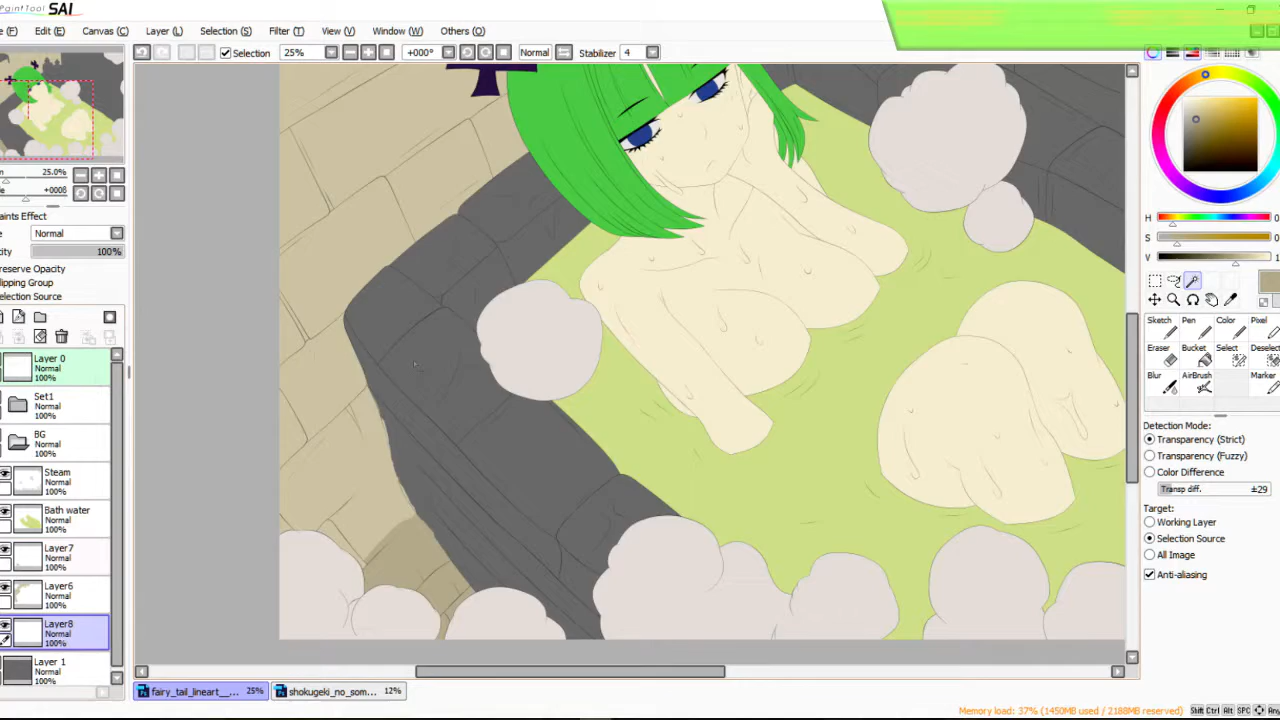 PaintTool SAI
Edit (E) Canvas (C) Layer (L) Selection (S) Filter (T) View (V) Window (W) Others (O)
Selection 25% +000° Normal Stabilizer 4
25.0%
Normal
100%
Layer 0
Normal
100%
Set1
Normal
100%
BG
Normal
100%
Steam
Normal
100%
Bath water
Normal
100%
Layer7
Normal
100%
Layer6
Normal
100%
Layer8
Normal
100%
Layer 1
Normal
100%
H
S
V
Sketch Pen Color Pixel
Eraser Bucket Select Deselect
Blur AirBrush Marker
Detection Mode:
Transparency (Strict)
Transparency (Fuzzy)
Color Difference
Transp diff. ±29
Target:
Working Layer
Selection Source
All Image
Anti-aliasing
fairy_tail_lineart__... 25% shokugeki_no_som... 12%
Memory load: 37% (1450MB used / 2188MB reserved) Shift Ctrl Alt SPC